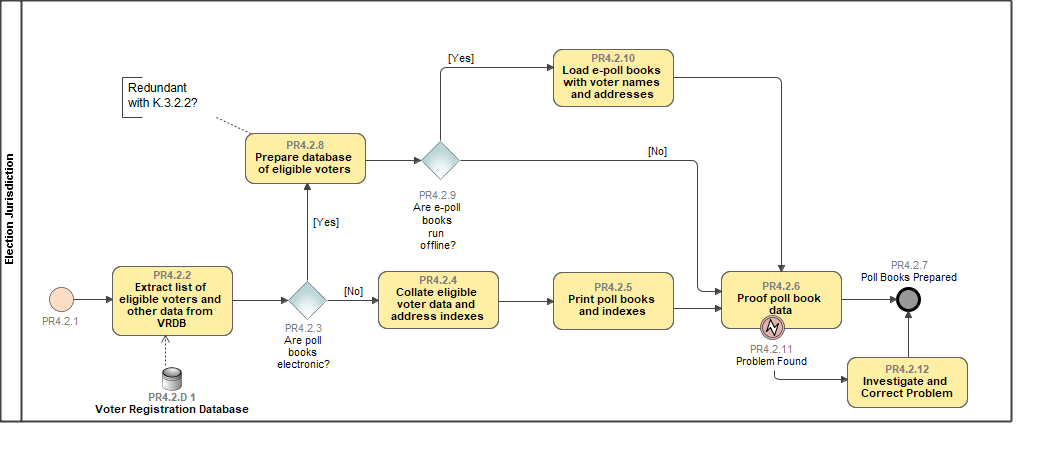 Election Jurisdiction
[Yes]
PR4.2.10
Load e-poll books
with voter names
and addresses
Redundant
with K.3.2.2?
PR4.2.8
Prepare database
of eligible voters
[No]
PR4.2.9
Are e-poll
books
run
offline?
[Yes]
PR4.2.2
Extract list of
eligible voters and
other data from
VRDB
PR4.2.1
PR4.2.3
Are poll
books
electronic?
[No]
PR4.2.4
Collate eligible
voter data and
address indexes
PR4.2.5
Print poll books
and indexes
PR4.2.6
Proof poll book
data
PR4.2.7
Poll Books Prepared
PR4.2.11
Problem Found
PR4.2.12
Investigate and
Correct Problem
PR4.2.D 1
Voter Registration Database